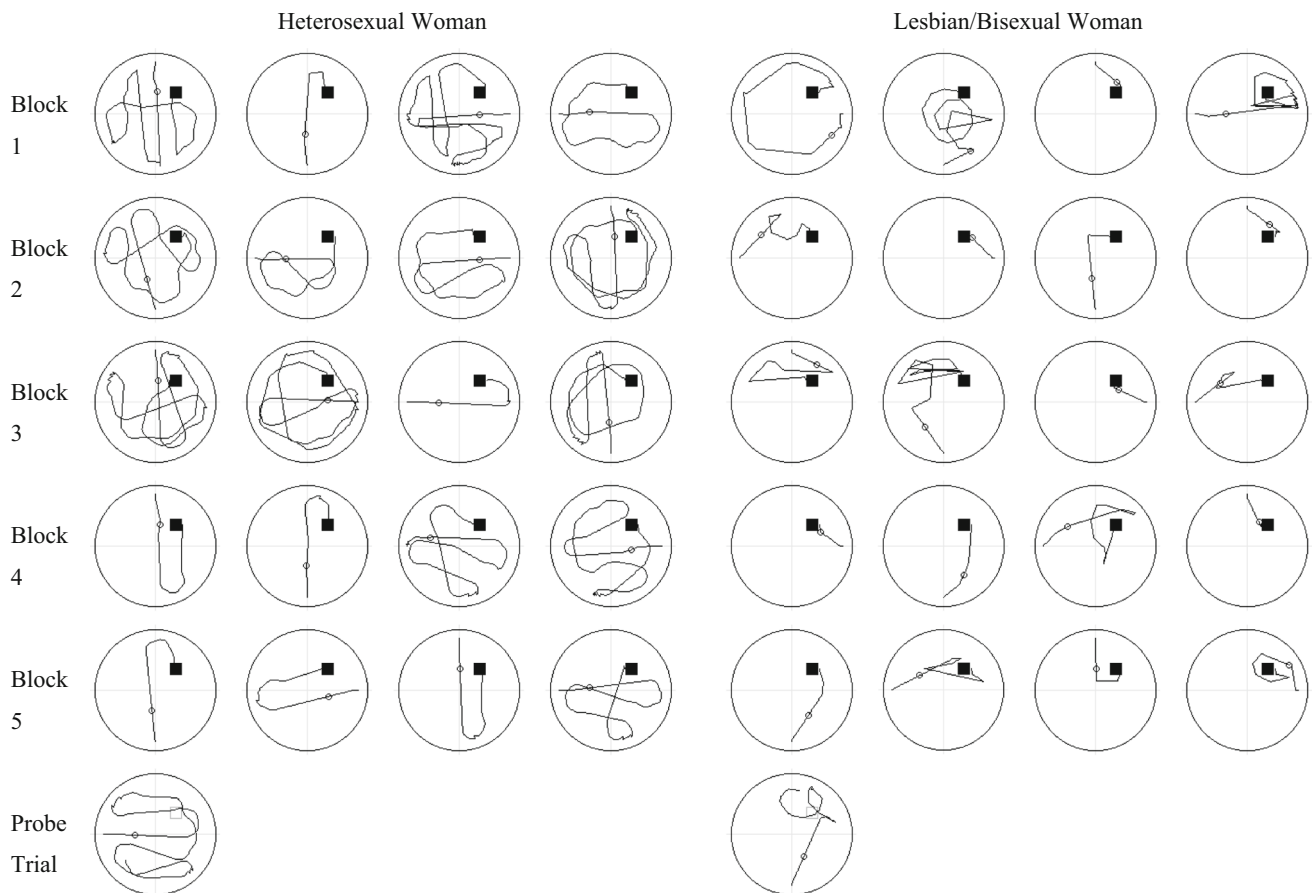 Heterosexual Woman
Lesbian/Bisexual Woman
Block
1
Block
2
Block
3
Block
4
Block
5
Probe
Trial